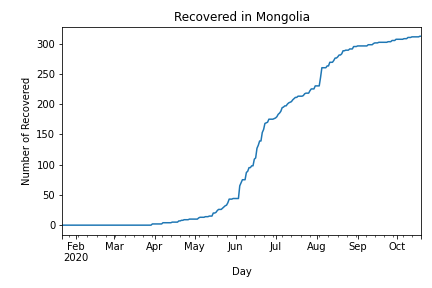 Recovered in Mongolia
Number of Recovered
300
250
200
150
100
50
0
Feb Mar Apr May Jun Jul Aug Sep Oct
2020
Day